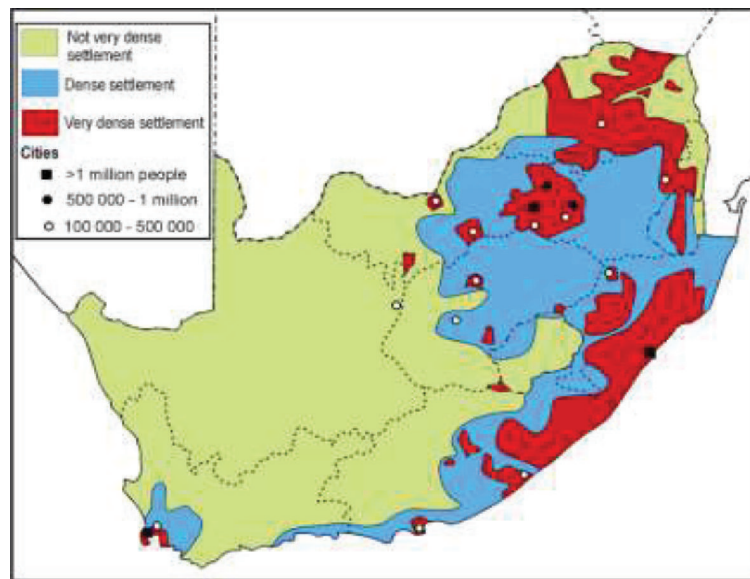 Not very dense
settlement
Dense settlement
Very dense settlement
Cities
>1 million people
500 000 - 1 million
100 000 - 500 000